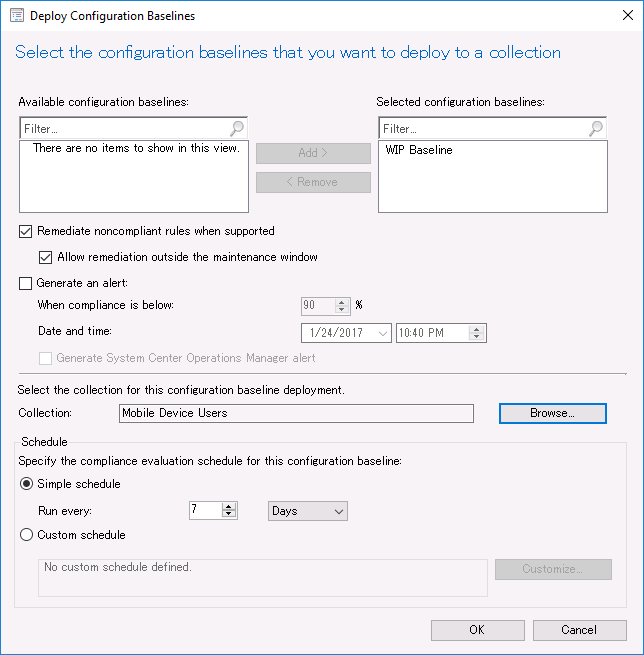 Deploy Configuration Baselines
Select the configuration baselines that you want to deploy to a collection
Available configuration baselines:
Selected configuration baselines:
Filter...
Filter...
There are no items to show in this view.
Add >
WIP Baseline
< Remove
Remediate noncompliant rules when supported
Allow remediation outside the maintenance window
Generate an alert:
When compliance is below:
90
%
Date and time:
1/24/2017
10:40 PM
Generate System Center Operations Manager alert
Select the collection for this configuration baseline deployment.
Collection:
Mobile Device Users
Browse...
Schedule
Specify the compliance evaluation schedule for this configuration baseline:
Simple schedule
Run every:
7
Days
Custom schedule
No custom schedule defined.
Customize...
OK
Cancel